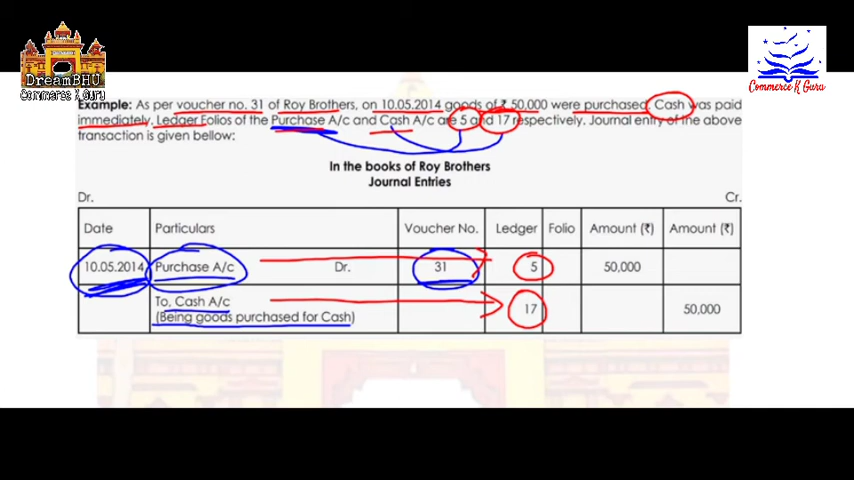 DreamBHU
Commerce K Guru
Commerce K Guru
Example: As per voucher no. 31 of Roy Brothers, on 10.05.2014 goods of ₹ 50,000 were purchased. Cash was paid
immediately. Ledger Folios of the Purchase A/c and Cash A/c are 5 and 17 respectively. Journal entry of the above
transaction is given bellow:
In the books of Roy Brothers
Journal Entries
Dr. Cr.
Date Particulars Voucher No. Ledger Folio Amount (₹) Amount (₹)
10.05.2014 Purchase A/c Dr. 31 5 50,000
To, Cash A/c 17 50,000
(Being goods purchased for Cash)